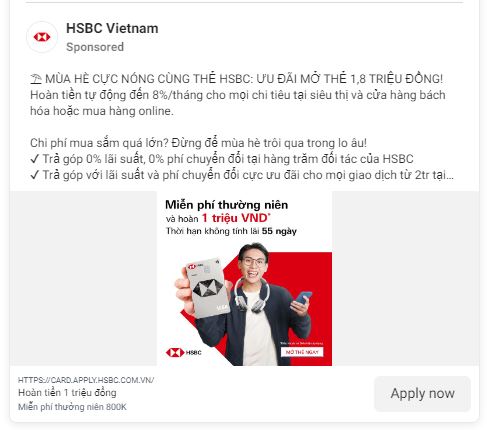 HSBC Vietnam
Sponsored
⛱ MÙA HÈ CỰC NÓNG CÙNG THẺ HSBC: ƯU ĐÃI MỞ THẺ 1,8 TRIỆU ĐỒNG!
Hoàn tiền tự động đến 8%/tháng cho mọi chi tiêu tại siêu thị và cửa hàng bách
hóa hoặc mua hàng online.
Chi phí mua sắm quá lớn? Đừng để mùa hè trôi qua trong lo âu!
✓ Trả góp 0% lãi suất, 0% phí chuyển đổi tại hàng trăm đối tác của HSBC
✓ Trả góp với lãi suất và phí chuyển đổi cực ưu đãi cho mọi giao dịch từ 2tr tại...
Miễn phí thường niên
và hoàn 1 triệu VND*
Thời hạn không tính lãi 55 ngày
VISA
HSBC
MỞ THẺ NGAY
HTTPS://CARD.APPLY.HSBC.COM.VN/
Hoàn tiền 1 triệu đồng
Miễn phí thường niên 800K
Apply now